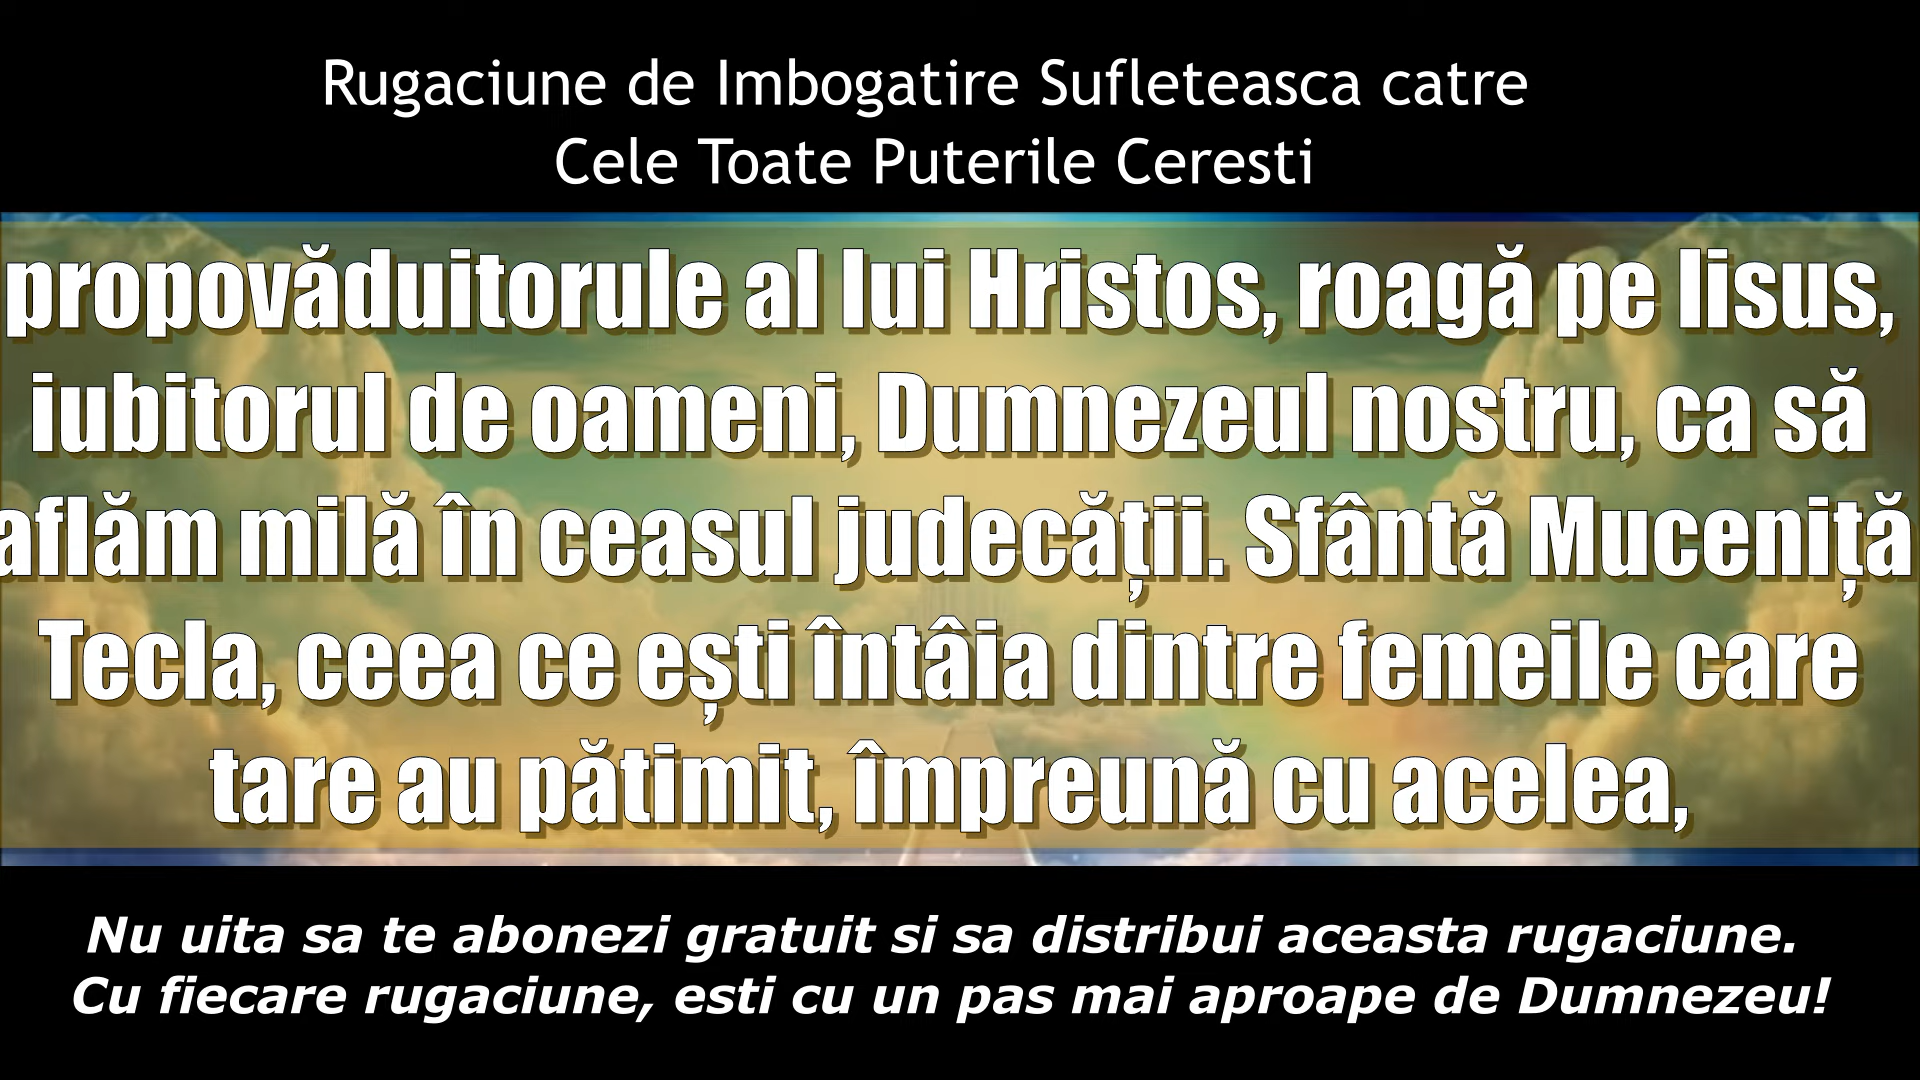 Rugaciune de Imbogatire Sufleteasca catre
Cele Toate Puterile Ceresti
propovăduitorule al lui Hristos, roagă pe Iisus,
iubitorul de oameni, Dumnezeul nostru, ca să
aflăm milă în ceasul judecății. Sfântă Muceniță
Tecla, ceea ce ești întâia dintre femeile care
tare au pătimit, împreună cu acelea,
Nu uita sa te abonezi gratuit si sa distribui aceasta rugaciune.
Cu fiecare rugaciune, esti cu un pas mai aproape de Dumnezeu!